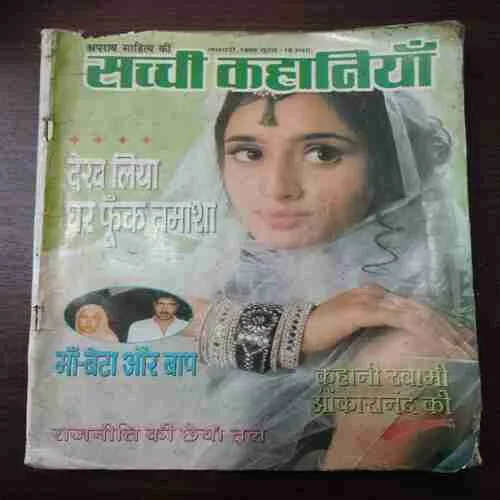 अपराध साहित्य की
सच्ची कहानियाँ
देख लिया
घर फूँक तमाशा
माँ-बेटा और बाप
कहानी स्वामी
ओंकारानंद की
राजनीति की